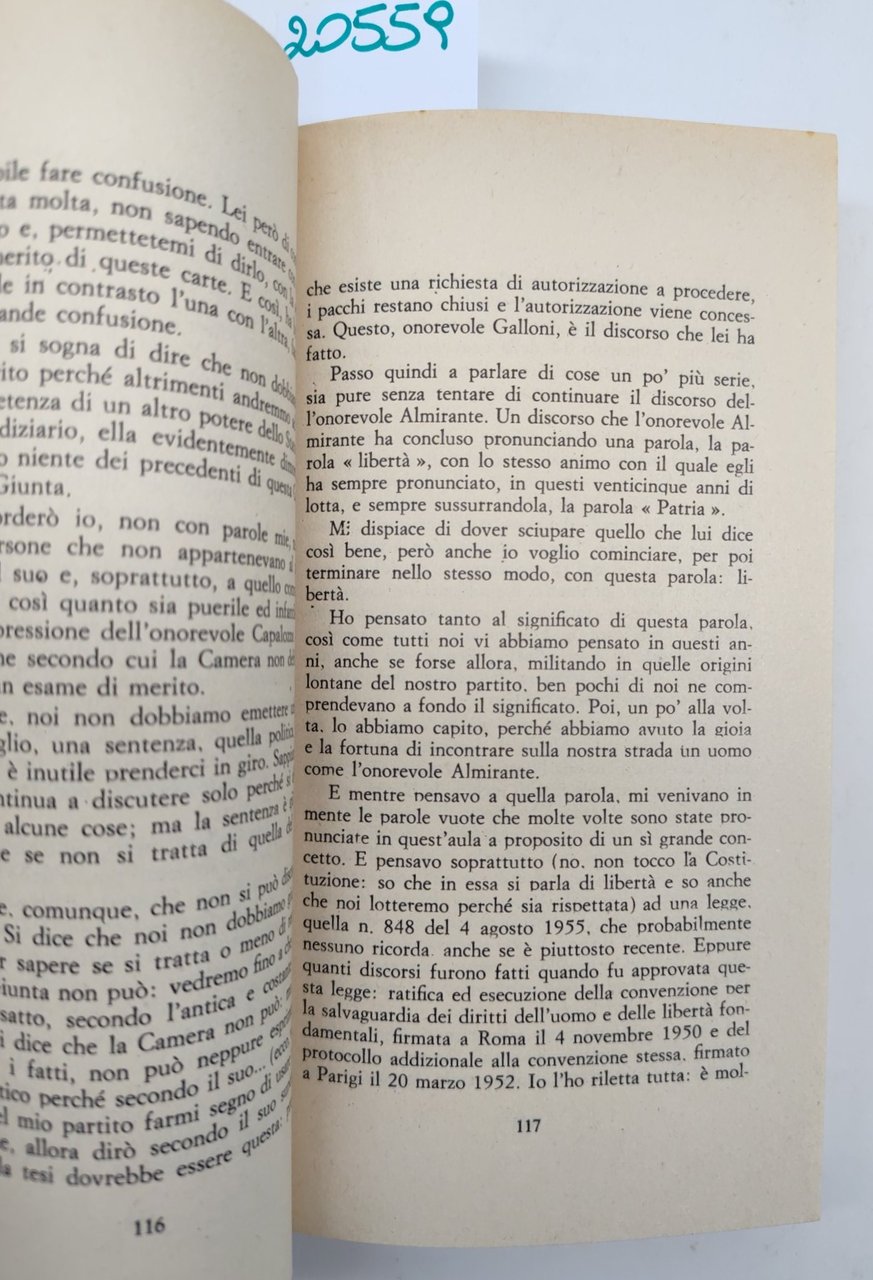 20559
bile fare confusione. Lei però
ta molta, non sapendo entrare
o e, permettetemi di dirlo, con
merito di queste carte. E così, ha
le in contrasto l'una con l'altra
ande confusione.
si sogna di dire che non
ito perché altrimenti andremmo
etenza di un altro potere dello
diziario, ella evidentemente
o niente dei precedenti di questa
Giunta.
orderò io, non con parole mie,
rsone che non appartenevano al
l suo e, soprattutto, a quello
così quanto sia puerile ed
pressione dell'onorevole
ne secondo cui la Camera non
n esame di merito.
e, noi non dobbiamo emettere
glio, una sentenza, quella
è inutile prenderci in giro.
ntinua a discutere solo perché
alcune cose; ma la sentenza è
e se non si tratta di quella
e, comunque, che non si può
Si dice che noi non dobbiamo
r sapere se si tratta o meno di
iunta non può: vedremo fino a
satto, secondo l'antica e
i dice che la Camera non può:
i fatti, non può neppure
tico perché secondo il suo...
el mio partito farmi segno di
e, allora dirò secondo il suo
la tesi dovrebbe essere questa:
116
che esiste una richiesta di autorizzazione a procedere,
i pacchi restano chiusi e l'autorizzazione viene conces-
sa. Questo, onorevole Galloni, è il discorso che lei ha
fatto.
Passo quindi a parlare di cose un po' più serie,
sia pure senza tentare di continuare il discorso del-
l'onorevole Almirante. Un discorso che l'onorevole Al-
mirante ha concluso pronunciando una parola, la pa-
rola « libertà », con lo stesso animo con il quale egli
ha sempre pronunciato, in questi venticinque anni di
lotta, e sempre sussurrandola, la parola « Patria ».
Mi dispiace di dover sciupare quello che lui dice
così bene, però anche io voglio cominciare, per poi
terminare nello stesso modo, con questa parola: li-
bertà.
Ho pensato tanto al significato di questa parola,
così come tutti noi vi abbiamo pensato in questi an-
ni, anche se forse allora, militando in quelle origini
lontane del nostro partito, ben pochi di noi ne com-
prendevano a fondo il significato. Poi, un po' alla vol-
ta, lo abbiamo capito, perché abbiamo avuto la gioia
e la fortuna di incontrare sulla nostra strada un uomo
come l'onorevole Almirante.
E mentre pensavo a quella parola, mi venivano in
mente le parole vuote che molte volte sono state pro-
nunciate in quest'aula a proposito di un sì grande con-
cetto. E pensavo soprattutto (no, non tocco la Costi-
tuzione: so che in essa si parla di libertà e so anche
che noi lotteremo perché sia rispettata) ad una legge,
quella n. 848 del 4 agosto 1955, che probabilmente
nessuno ricorda, anche se è piuttosto recente. Eppure
quanti discorsi furono fatti quando fu approvata que-
sta legge: ratifica ed esecuzione della convenzione per
la salvaguardia dei diritti dell'uomo e delle libertà fon-
damentali, firmata a Roma il 4 novembre 1950 e del
protocollo addizionale alla convenzione stessa, firmato
a Parigi il 20 marzo 1952. Io l'ho riletta tutta: è mol-
117